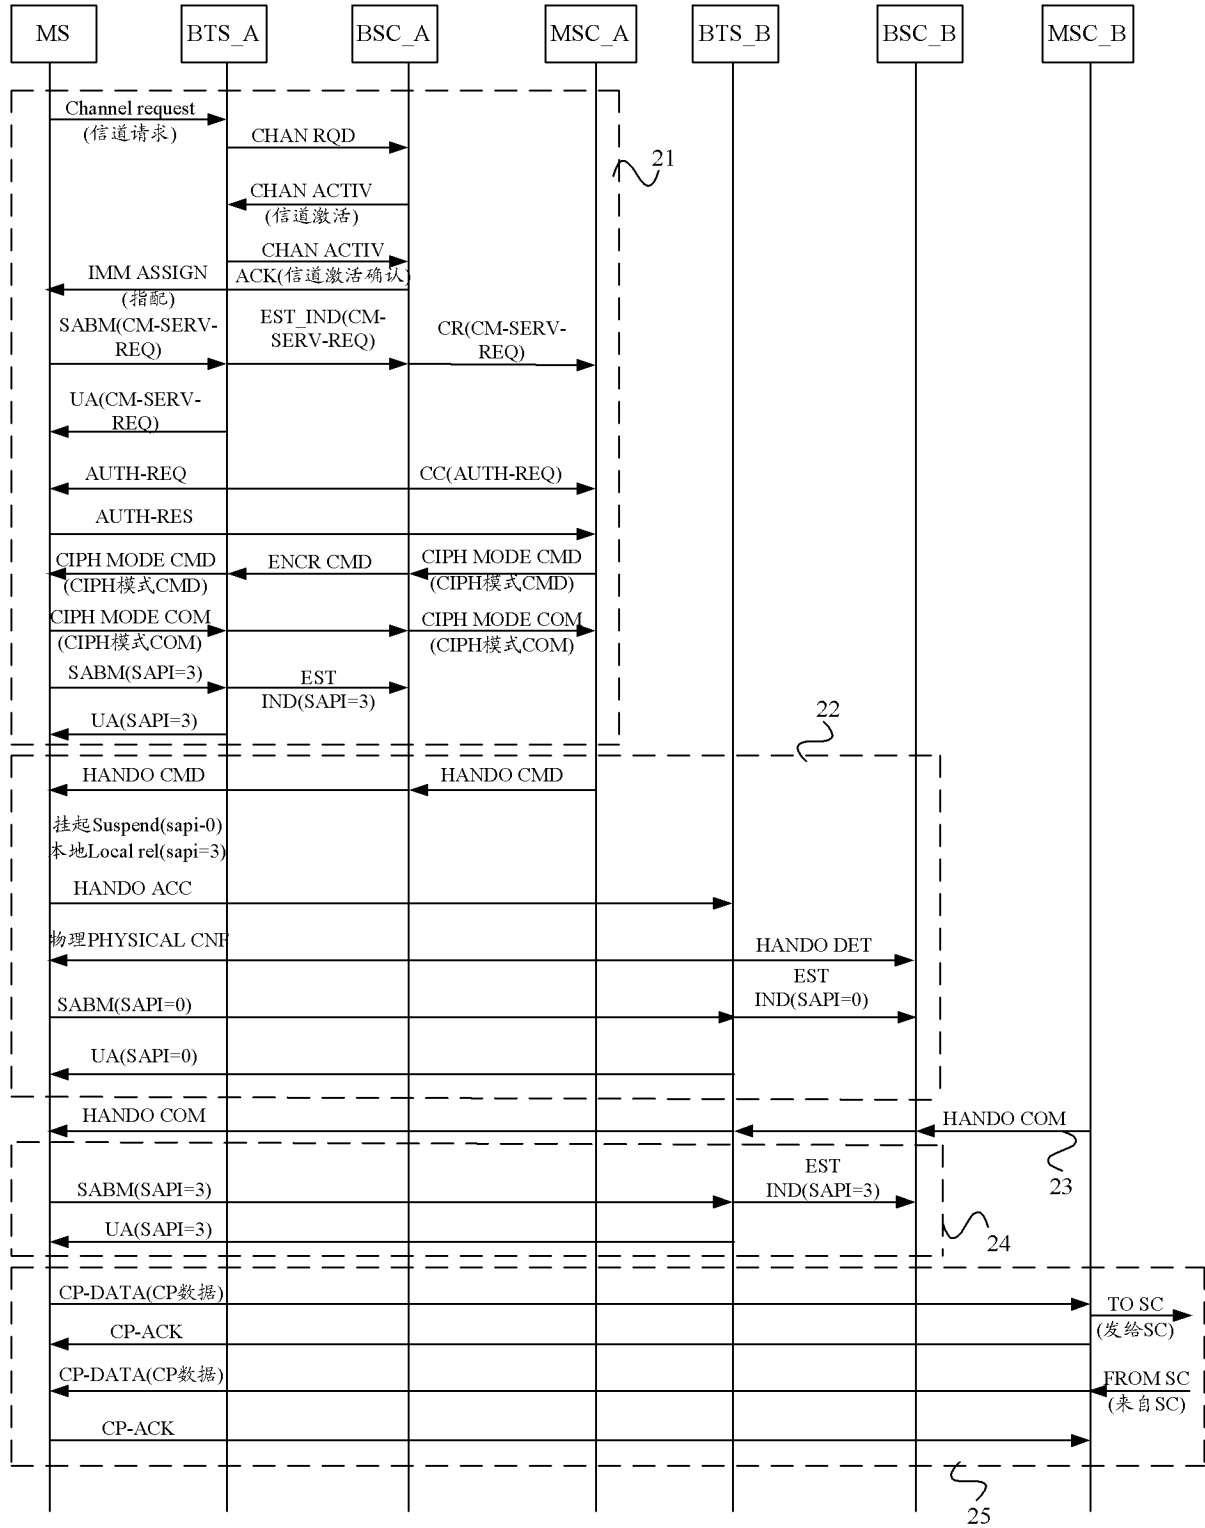 MS
BTS_A
BSC_A
MSC_A
BTS_B
BSC_B
MSC_B
Channel request
(信道请求)
CHAN RQD
21
CHAN ACTIV
(信道激活)
CHAN ACTIV
ACK(信道激活确认)
IMM ASSIGN
(指配)
SABM(CM-SERV-
REQ)
EST_IND(CM-
SERV-REQ)
CR(CM-SERV-
REQ)
UA(CM-SERV-
REQ)
AUTH-REQ
CC(AUTH-REQ)
AUTH-RES
CIPH MODE CMD
(CIPH模式CMD)
ENCR CMD
CIPH MODE CMD
(CIPH模式CMD)
CIPH MODE COM
(CIPH模式COM)
CIPH MODE COM
(CIPH模式COM)
SABM(SAPI=3)
EST
IND(SAPI=3)
UA(SAPI=3)
22
HANDO CMD
HANDO CMD
挂起Suspend(sapi-0)
本地Local rel(sapi=3)
HANDO ACC
物理PHYSICAL CNF
HANDO DET
SABM(SAPI=0)
EST
IND(SAPI=0)
UA(SAPI=0)
HANDO COM
HANDO COM
23
SABM(SAPI=3)
EST
IND(SAPI=3)
UA(SAPI=3)
24
CP-DATA(CP数据)
TO SC
(发给SC)
CP-ACK
CP-DATA(CP数据)
FROM SC
(来自SC)
CP-ACK
25